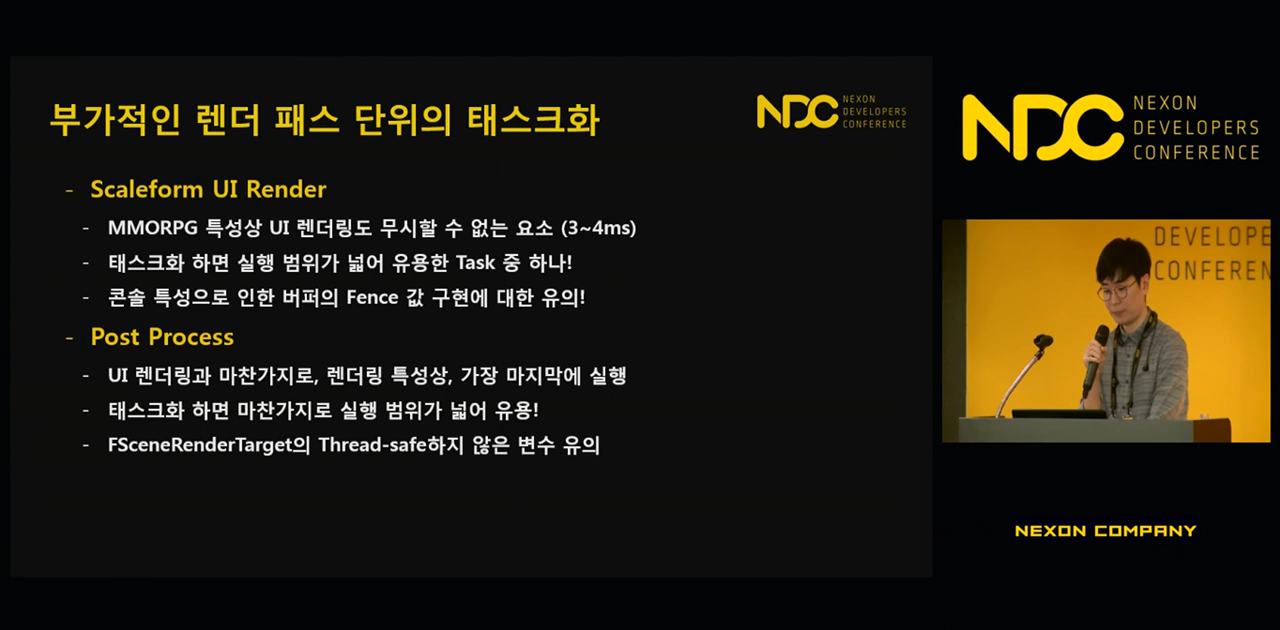 부가적인 렌더 패스 단위의 태스크화
NDC NEXON DEVELOPERS CONFERENCE
- Scaleform UI Render
- MMORPG 특성상 UI 렌더링도 무시할 수 없는 요소 (3~4ms)
- 태스크화 하면 실행 범위가 넓어 유용한 Task 중 하나!
- 콘솔 특성으로 인한 버퍼의 Fence 값 구현에 대한 유의!
- Post Process
- UI 렌더링과 마찬가지로, 렌더링 특성상, 가장 마지막에 실행
- 태스크화 하면 마찬가지로 실행 범위가 넓어 유용!
- FSceneRenderTarget의 Thread-safe하지 않은 변수 유의
NDC NEXON
DEVELOPERS
CONFERENCE
DEVELOPE
CONFEREN
NEXON COMPANY